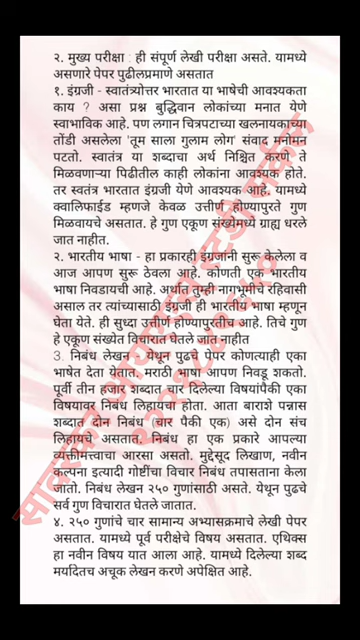 २. मुख्य परीक्षा : ही संपूर्ण लेखी परीक्षा असते. यामध्ये
असणारे पेपर पुढीलप्रमाणे असतात
१. इंग्रजी - स्वातंत्र्योत्तर भारतात या भाषेची आवश्यकता
काय ? असा प्रश्न बुद्धिवान लोकांच्या मनात येणे
स्वाभाविक आहे. पण लगान चित्रपटाच्या खलनायकाच्या
तोंडी असलेला 'तूम साला गुलाम लोग' संवाद मनोमन
पटतो. स्वातंत्र या शब्दाचा अर्थ निश्चित करणे ते
मिळवणाऱ्या पिढीतील काही लोकांना आवश्यक होते.
तर स्वतंत्र भारतात इंग्रजी येणे आवश्यक आहे. यामध्ये
क्वालिफाईड म्हणजे केवळ उत्तीर्ण होण्यापुरते गुण
मिळवायचे असतात. हे गुण एकूण संख्येमध्ये ग्राह्य धरले
जात नाहीत.
२. भारतीय भाषा - हा प्रकारही इंग्रजांनी सुरू केलेला व
आज आपण सुरू ठेवला आहे. कोणती एक भारतीय
भाषा निवडायची आहे. अर्थात तुम्ही नागभूमीचे रहिवासी
असाल तर त्यांच्यासाठी इंग्रजी ही भारतीय भाषा म्हणून
घेता येते. ही सुध्दा उत्तीर्ण होण्यापुरतीच आहे. तिचे गुण
हे एकूण संख्येत विचारात घेतले जात नाहीत
3. निबंध लेखन : येथून पुढचे पेपर कोणत्याही एका
भाषेत देता येतात. मराठी भाषा आपण निवडू शकतो.
पूर्वी तीन हजार शब्दात चार दिलेल्या विषयांपैकी एका
विषयावर निबंध लिहायचा होता. आता बाराशे पन्नास
शब्दात दोन निबंध (चार पैकी एक) असे दोन संच
लिहायचे असतात. निबंध हा एक प्रकारे आपल्या
व्यक्तीमत्त्वाचा आरसा असतो. मुद्देसूद लिखाण, नवीन
कल्पना इत्यादी गोष्टींचा विचार निबंध तपासताना केला
जातो. निबंध लेखन २५० गुणांसाठी असते. येथून पुढचे
सर्व गुण विचारात घेतले जातात.
४. २५० गुणांचे चार सामान्य अभ्यासक्रमाचे लेखी पेपर
असतात. यामध्ये पूर्व परीक्षेचे विषय असतात. एथिक्स
हा नवीन विषय यात आला आहे. यामध्ये दिलेल्या शब्द
मर्यादितच अचूक लेखन करणे अपेक्षित आहे.